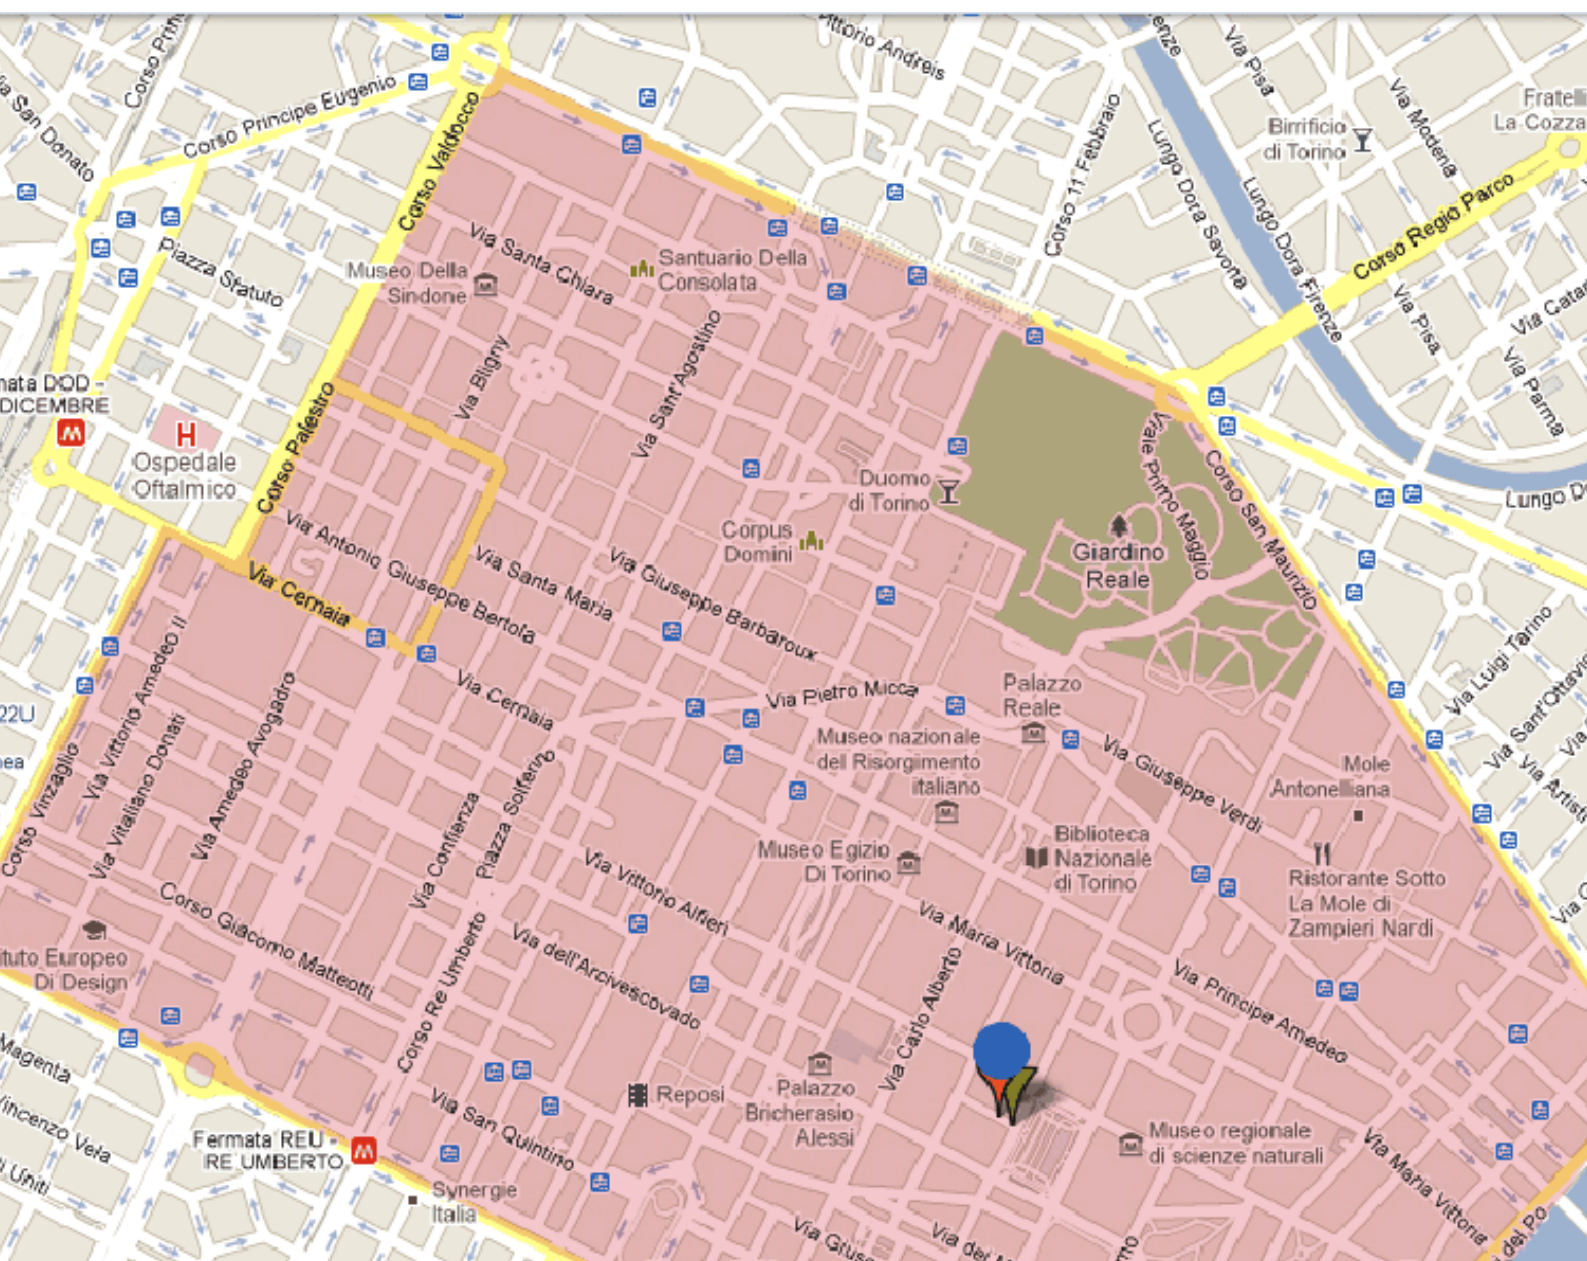 Vittorio Andreis
Via Pisa
Via Modena
Fratelli
La Cozza
Corso Principe Eugenio
Via San Donato
Corso Valdocco
Birrificio
di Torino
Corso 11 Febbraio
Lungo Dora Savona
Lungo Dora Firenze
Corso Regio Parco
Piazza Statuto
Via Santa Chiara
Museo Della
Sindone
Santuario Della
Consolata
Via Pisa
Via Parma
Via Bligny
Via Sant'Agostino
DICEMBRE
Ospedale
Oftalmico
Corso Palestro
Viale Primo Maggio
Corso San Maurizio
Duomo
di Torino
Corpus
Domini
Giardino
Reale
Via Antonio Giuseppe Bertola
Via Santa Maria
Via Giuseppe Barbaroux
Via Cernaia
Via Cernaia
Via Pietro Micca
Palazzo
Reale
Via Luigi Tarino
Via Vittorio Amedeo II
Via Vitaliano Donati
Via Amedeo Avogadro
Corso Vinzaglio
Museo nazionale
del Risorgimento
italiano
Via Giuseppe Verdi
Mole
Antonelliana
Via Confienza
Piazza Solferino
Museo Egizio
Di Torino
Biblioteca
Nazionale
di Torino
Ristorante Sotto
La Mole di
Zampieri Nardi
Via Vittorio Alfieri
Corso Giacomo Matteotti
Via dell'Arcivescovado
Via Maria Vittoria
Via Principe Amedeo
Via Carlo Alberto
Corso Re Umberto
ituto Europeo
Di Design
Magenta
Vincenzo Vela
Fermata REU -
RE UMBERTO
Via San Quintino
Reposi
Palazzo
Bricherasio
Alessi
Museo regionale
di scienze naturali
Via Maria Vittoria
Synergie
Italia
del Po